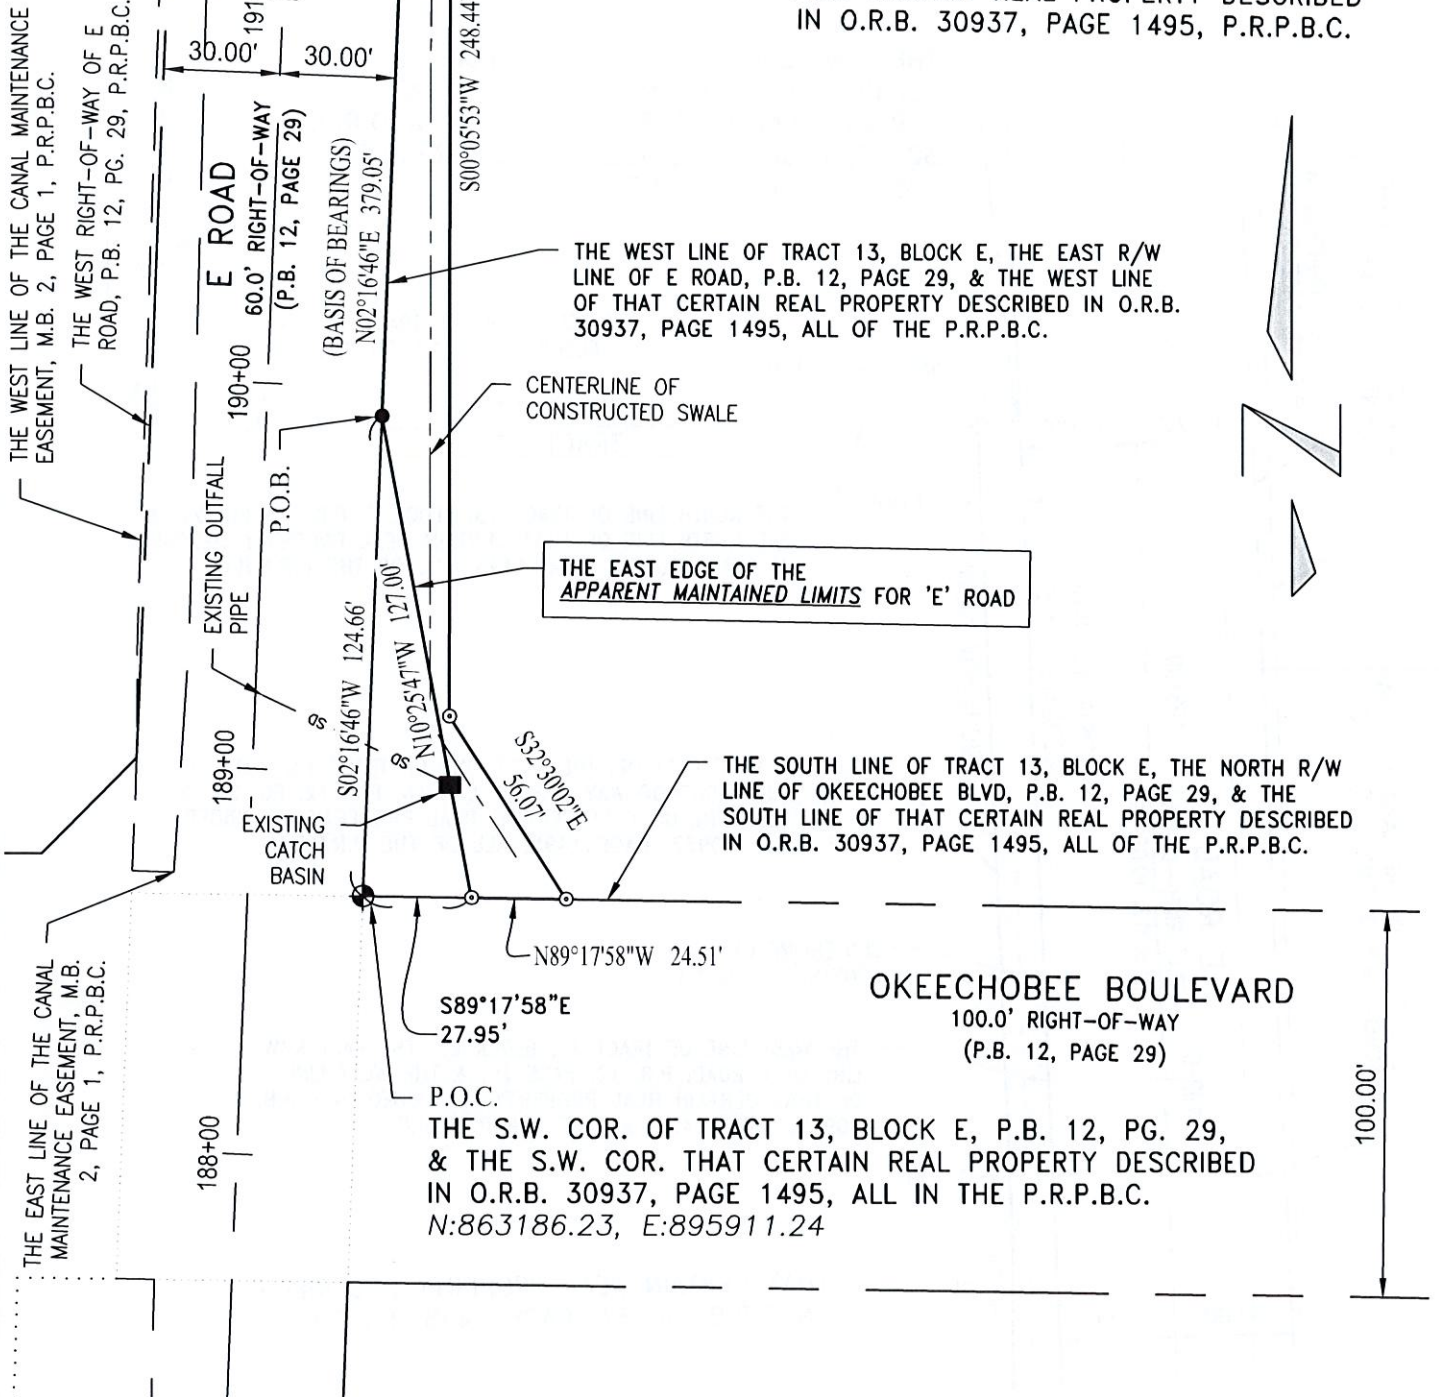 IN O.R.B. 30937, PAGE 1495, P.R.P.B.C.
THE WEST LINE OF THE CANAL MAINTENANCE
EASEMENT, M.B. 2, PAGE 1, P.R.P.B.C.
THE WEST RIGHT-OF-WAY OF E
ROAD, P.B. 12, PG. 29, P.R.P.B.C.
30.00'
30.00'
191
E ROAD
60.0' RIGHT-OF-WAY
(P.B. 12, PAGE 29)
(BASIS OF BEARINGS)
N02°16'46"E 379.05'
S00°05'53"W 248.44
THE WEST LINE OF TRACT 13, BLOCK E, THE EAST R/W
LINE OF E ROAD, P.B. 12, PAGE 29, & THE WEST LINE
OF THAT CERTAIN REAL PROPERTY DESCRIBED IN O.R.B.
30937, PAGE 1495, ALL OF THE P.R.P.B.C.
190+00
CENTERLINE OF
CONSTRUCTED SWALE
P.O.B.
EXISTING OUTFALL
PIPE
THE EAST EDGE OF THE
APPARENT MAINTAINED LIMITS FOR 'E' ROAD
S02°16'46"W 124.66'
N10°25'47"W 127.00'
SD
SD
189+00
S32°30'02"E
56.07'
THE SOUTH LINE OF TRACT 13, BLOCK E, THE NORTH R/W
LINE OF OKEECHOBEE BLVD, P.B. 12, PAGE 29, & THE
SOUTH LINE OF THAT CERTAIN REAL PROPERTY DESCRIBED
IN O.R.B. 30937, PAGE 1495, ALL OF THE P.R.P.B.C.
EXISTING
CATCH
BASIN
N
N89°17'58"W 24.51'
S89°17'58"E
27.95'
OKEECHOBEE BOULEVARD
100.0' RIGHT-OF-WAY
(P.B. 12, PAGE 29)
100.00'
THE EAST LINE OF THE CANAL
MAINTENANCE EASEMENT, M.B.
2, PAGE 1, P.R.P.B.C.
188+00
P.O.C.
THE S.W. COR. OF TRACT 13, BLOCK E, P.B. 12, PG. 29,
& THE S.W. COR. THAT CERTAIN REAL PROPERTY DESCRIBED
IN O.R.B. 30937, PAGE 1495, ALL IN THE P.R.P.B.C.
N:863186.23, E:895911.24